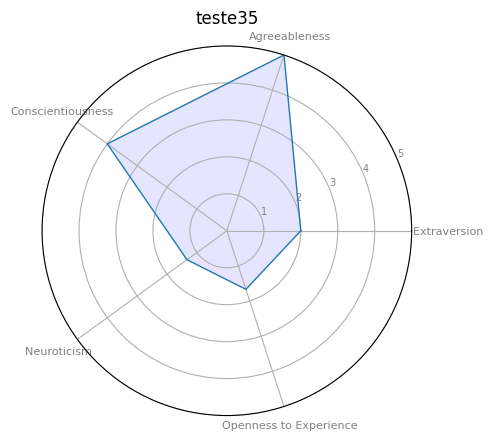 teste35
Agreeableness
Conscientiousness
5
4
3
2
1
Extraversion
Neuroticism
Openness to Experience